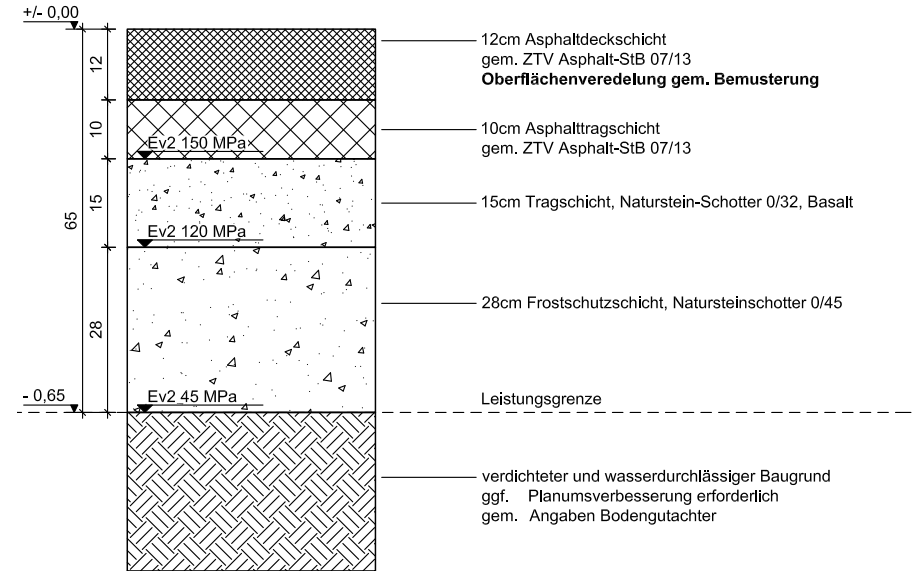 +/- 0,00
12cm Asphaltdeckschicht
gem. ZTV Asphalt-StB 07/13
Oberflächenveredelung gem. Bemusterung
12
10cm Asphalttragschicht
gem. ZTV Asphalt-StB 07/13
10
Ev2 150 MPa
15cm Tragschicht, Naturstein-Schotter 0/32, Basalt
15
65
Ev2 120 MPa
28cm Frostschutzschicht, Natursteinschotter 0/45
28
- 0,65
Ev2 45 MPa
Leistungsgrenze
verdichteter und wasserdurchlässiger Baugrund
ggf. Planumsverbesserung erforderlich
gem. Angaben Bodengutachter